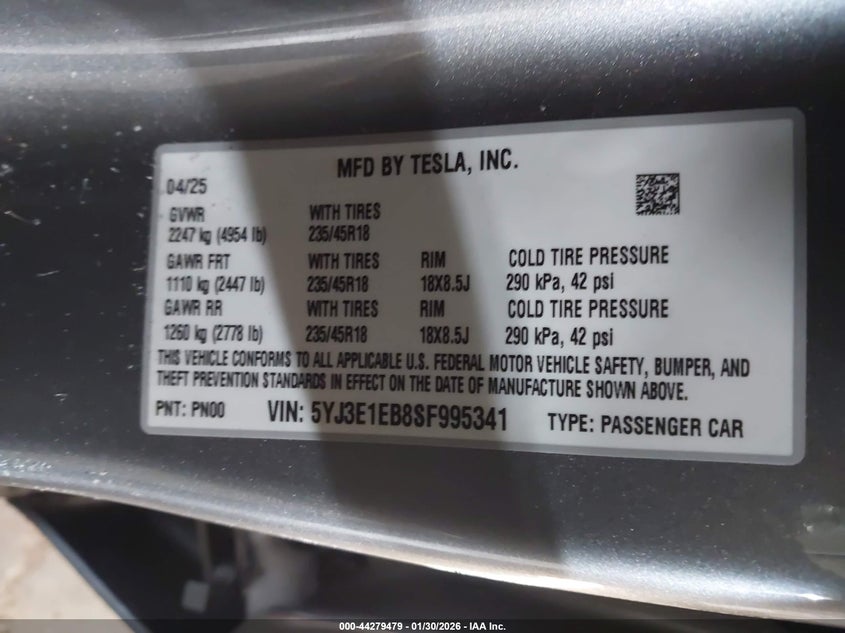 MFD BY TESLA, INC.
04/25
GVWR WITH TIRES
2247 kg (4954 lb) 235/45R18
GAWR FRT WITH TIRES RIM COLD TIRE PRESSURE
1110 kg (2447 lb) 235/45R18 18X8.5J 290 kPa, 42 psi
GAWR RR WITH TIRES RIM COLD TIRE PRESSURE
1260 kg (2778 lb) 235/45R18 18X8.5J 290 kPa, 42 psi
THIS VEHICLE CONFORMS TO ALL APPLICABLE U.S. FEDERAL MOTOR VEHICLE SAFETY, BUMPER, AND
THEFT PREVENTION STANDARDS IN EFFECT ON THE DATE OF MANUFACTURE SHOWN ABOVE.
PNT: PN00 VIN: 5YJ3E1EB8SF995341 TYPE: PASSENGER CAR
000-44279479 - 01/30/2026 - IAA Inc.